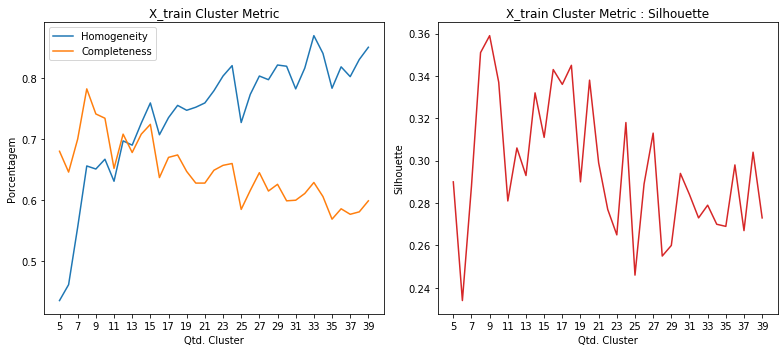 X_train Cluster Metric
Homogeneity
Completeness
Porcentagem
0.8
0.7
0.6
0.5
5 7 9 11 13 15 17 19 21 23 25 27 29 31 33 35 37 39
Qtd. Cluster
X_train Cluster Metric : Silhouette
Silhouette
0.36
0.34
0.32
0.30
0.28
0.26
0.24
5 7 9 11 13 15 17 19 21 23 25 27 29 31 33 35 37 39
Qtd. Cluster